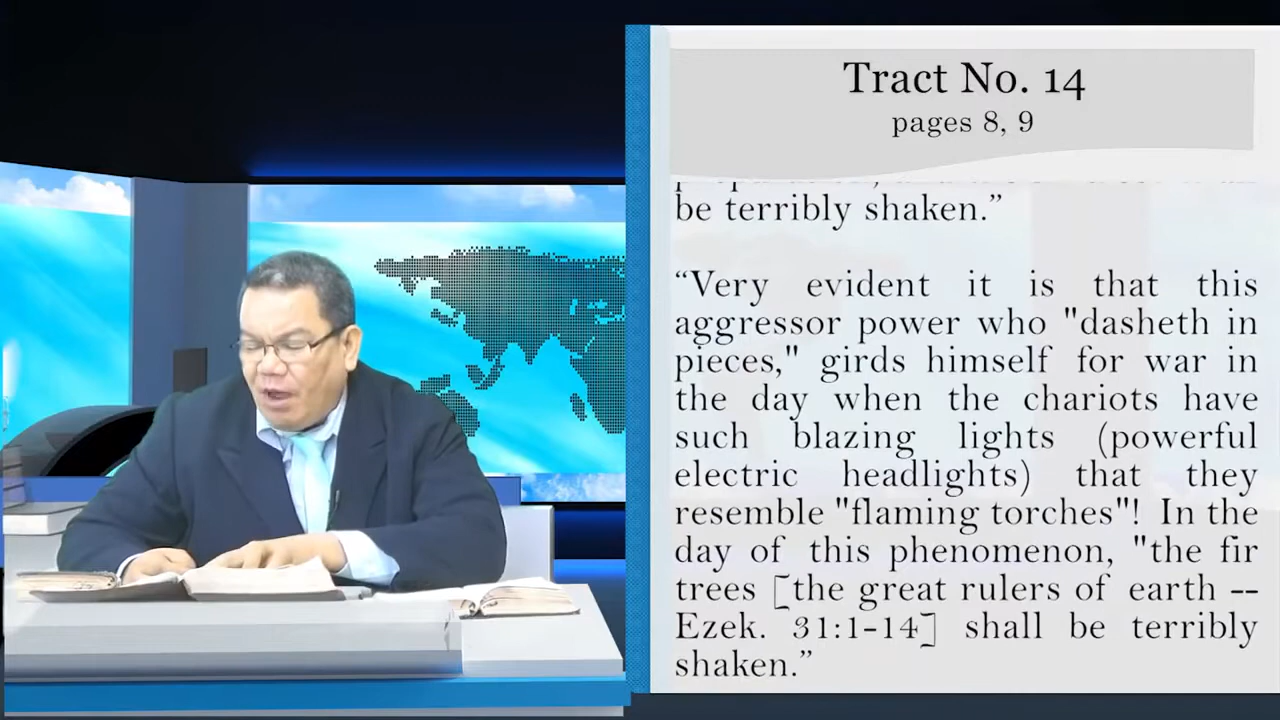 Tract No. 14
pages 8, 9
be terribly shaken.”
“Very evident it is that this
aggressor power who "dasheth in
pieces," girds himself for war in
the day when the chariots have
such blazing lights (powerful
electric headlights) that they
resemble "flaming torches"! In the
day of this phenomenon, "the fir
trees [the great rulers of earth --
Ezek. 31:1-14] shall be terribly
shaken.”